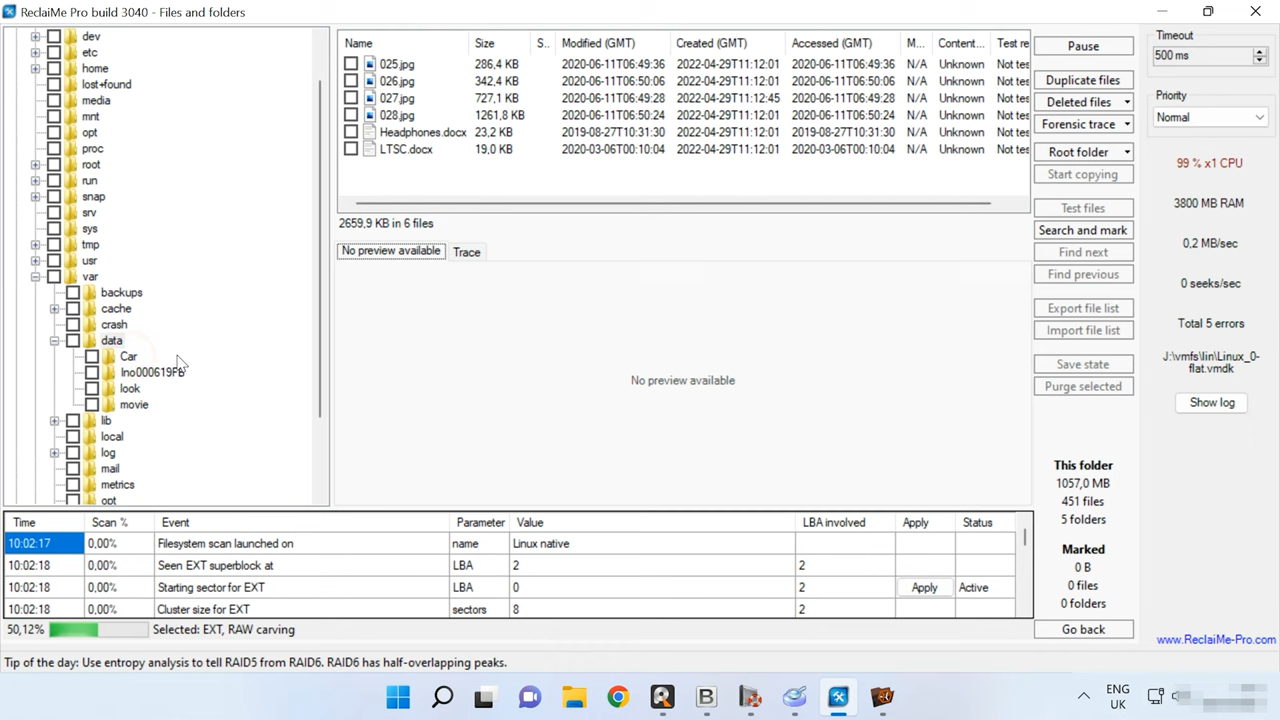 ReclaiMe Pro build 3040 - Files and folders
dev
etc
home
lost+found
media
mnt
opt
proc
root
run
snap
srv
sys
tmp
usr
var
backups
cache
crash
data
Car
Ino000619FB
look
movie
lib
local
log
mail
metrics
opt
Name Size S.. Modified (GMT) Created (GMT) Accessed (GMT) M... Content... Test re
025.jpg 286,4 KB 2020-06-11T06:49:36 2022-04-29T11:12:01 2020-06-11T06:49:36 N/A Unknown Not tes
026.jpg 342,4 KB 2020-06-11T06:50:06 2022-04-29T11:12:01 2020-06-11T06:50:06 N/A Unknown Not tes
027.jpg 727,1 KB 2020-06-11T06:49:28 2022-04-29T11:12:45 2020-06-11T06:49:28 N/A Unknown Not tes
028.jpg 1261,8 KB 2020-06-11T06:50:24 2022-04-29T11:12:01 2020-06-11T06:50:24 N/A Unknown Not tes
Headphones.docx 23,2 KB 2019-08-27T10:31:30 2022-04-29T11:12:01 2019-08-27T10:31:30 N/A Unknown Not tes
LTSC.docx 19,0 KB 2020-03-06T00:10:04 2022-04-29T11:12:01 2020-03-06T00:10:04 N/A Unknown Not tes
2659,9 KB in 6 files
No preview available Trace
No preview available
Pause
Duplicate files
Deleted files
Forensic trace
Root folder
Start copying
Test files
Search and mark
Find next
Find previous
Export file list
Import file list
Save state
Purge selected
This folder
1057,0 MB
451 files
5 folders
Marked
0 B
0 files
0 folders
Go back
Timeout
500 ms
Priority
Normal
99 % x1 CPU
3800 MB RAM
0,2 MB/sec
0 seeks/sec
Total 5 errors
J:\vmfs\lin\Linux_0-
flat.vmdk
Show log
www.ReclaiMe-Pro.com
Time Scan % Event Parameter Value LBA involved Apply Status
10:02:17 0,00% Filesystem scan launched on name Linux native
10:02:18 0,00% Seen EXT superblock at LBA 2 2
10:02:18 0,00% Starting sector for EXT LBA 0 2 Apply Active
10:02:18 0,00% Cluster size for EXT sectors 8 2
50,12% Selected: EXT, RAW carving
Tip of the day: Use entropy analysis to tell RAID5 from RAID6. RAID6 has half-overlapping peaks.
B
ENG
UK